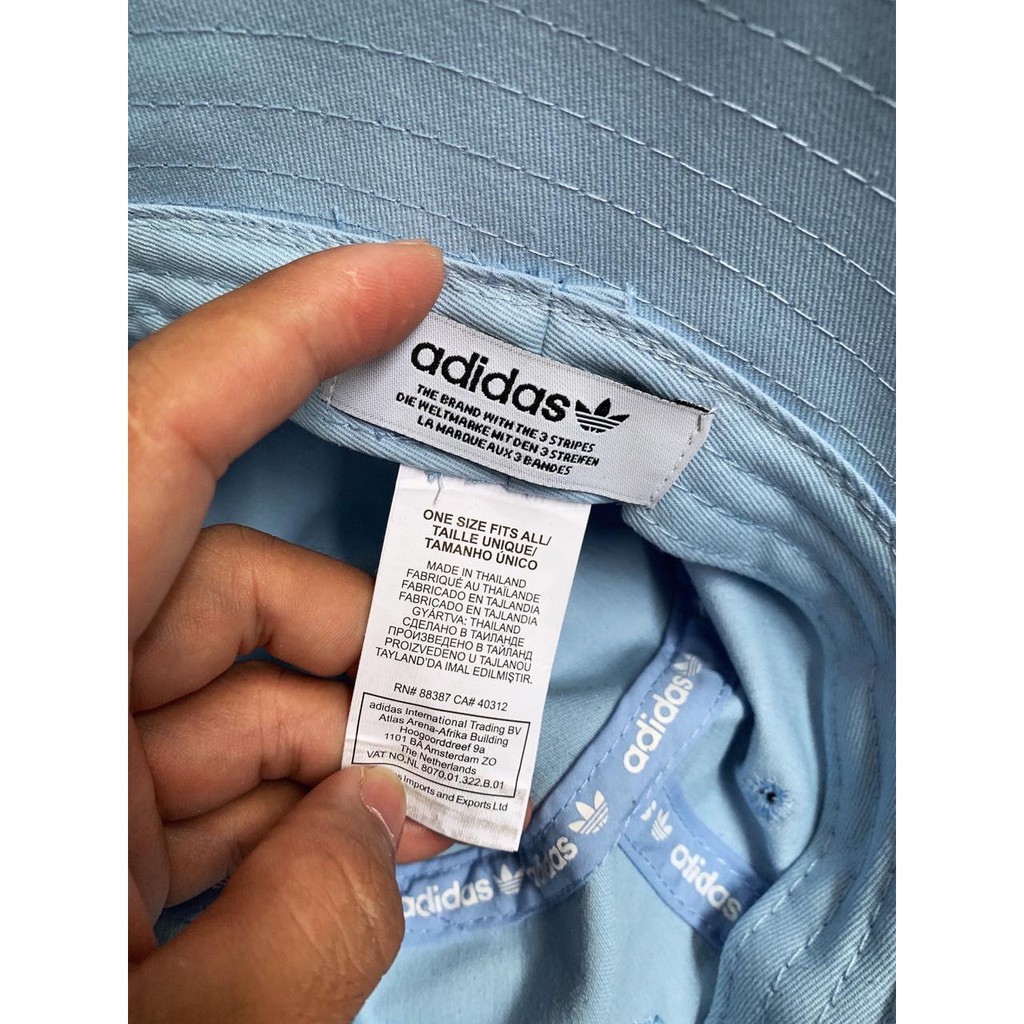 adidas
THE BRAND WITH THE 3 STRIPES
DIE WELTMARKE MIT DEN 3 STREIFEN
LA MARQUE AUX 3 BANDES
ONE SIZE FITS ALL/
TAILLE UNIQUE/
TAMANHO ÚNICO
MADE IN THAILAND
FABRIQUÉ AU THAÏLANDE
FABRICADO EN TAJLANDIA
FABRICADO EN TAJLANDIA
GYÁRTVA: THAILAND
СДЕЛАНО В ТАИЛАНДЕ
ПРОИЗВЕДЕНО В ТАЙЛАНД
PROIZVEDENO U TAJLANOU
TAYLAND'DA IMAL EDILMIŞTIR.
RN# 88387 CA# 40312
adidas International Trading BV
Atlas Arena-Afrika Building
Hoogoorddreef 9a
1101 BA Amsterdam ZO
The Netherlands
VAT NO.NL 8070.01.322.B.01
Imports and Exports Ltd
adidas
adidas
adidas
adidas